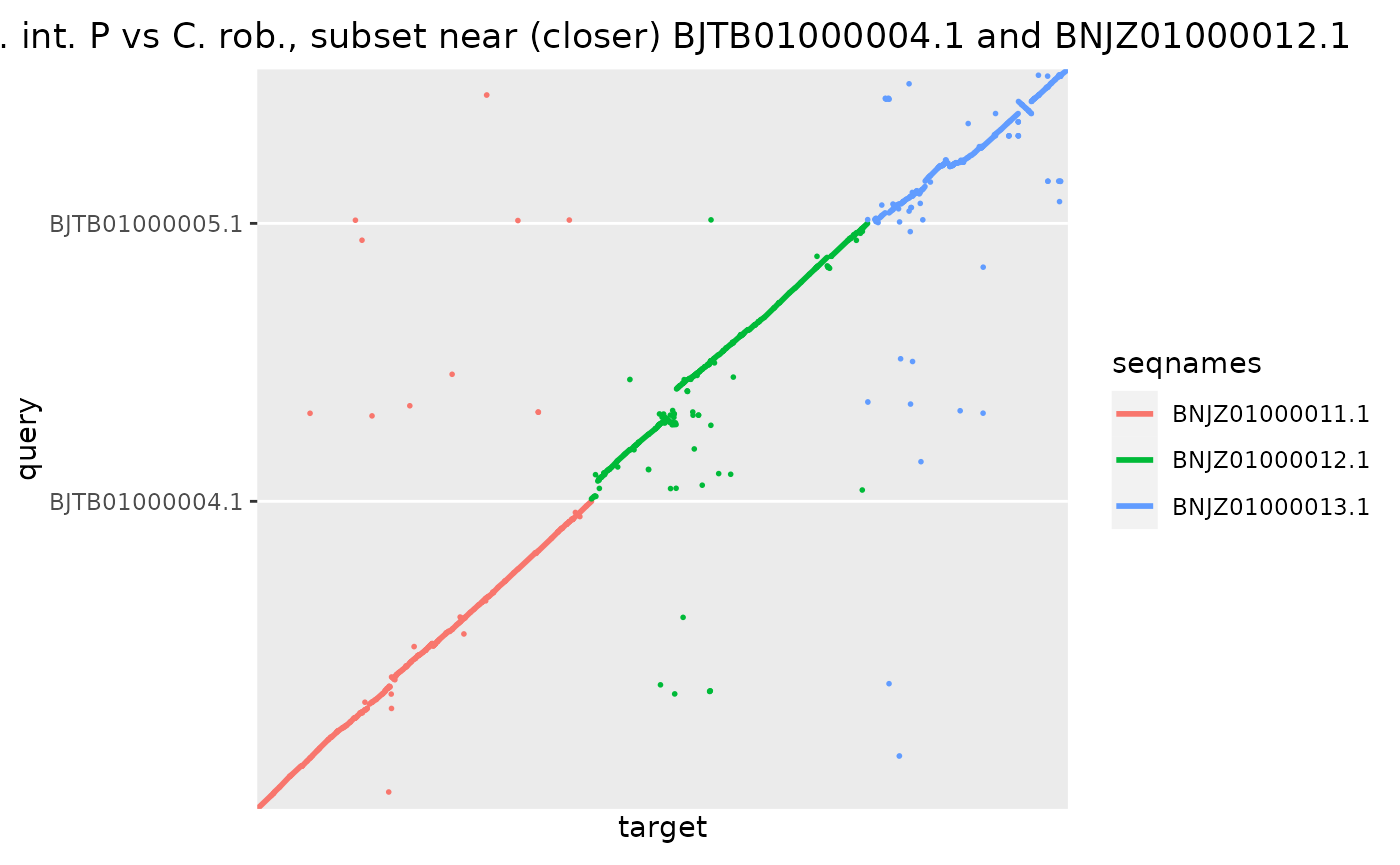 . int. P vs C. rob., subset near (closer) BJTB01000004.1 and BNJZ01000012.1
BJTB01000005.1
BJTB01000004.1
query
target
seqnames
BNJZ01000011.1
BNJZ01000012.1
BNJZ01000013.1